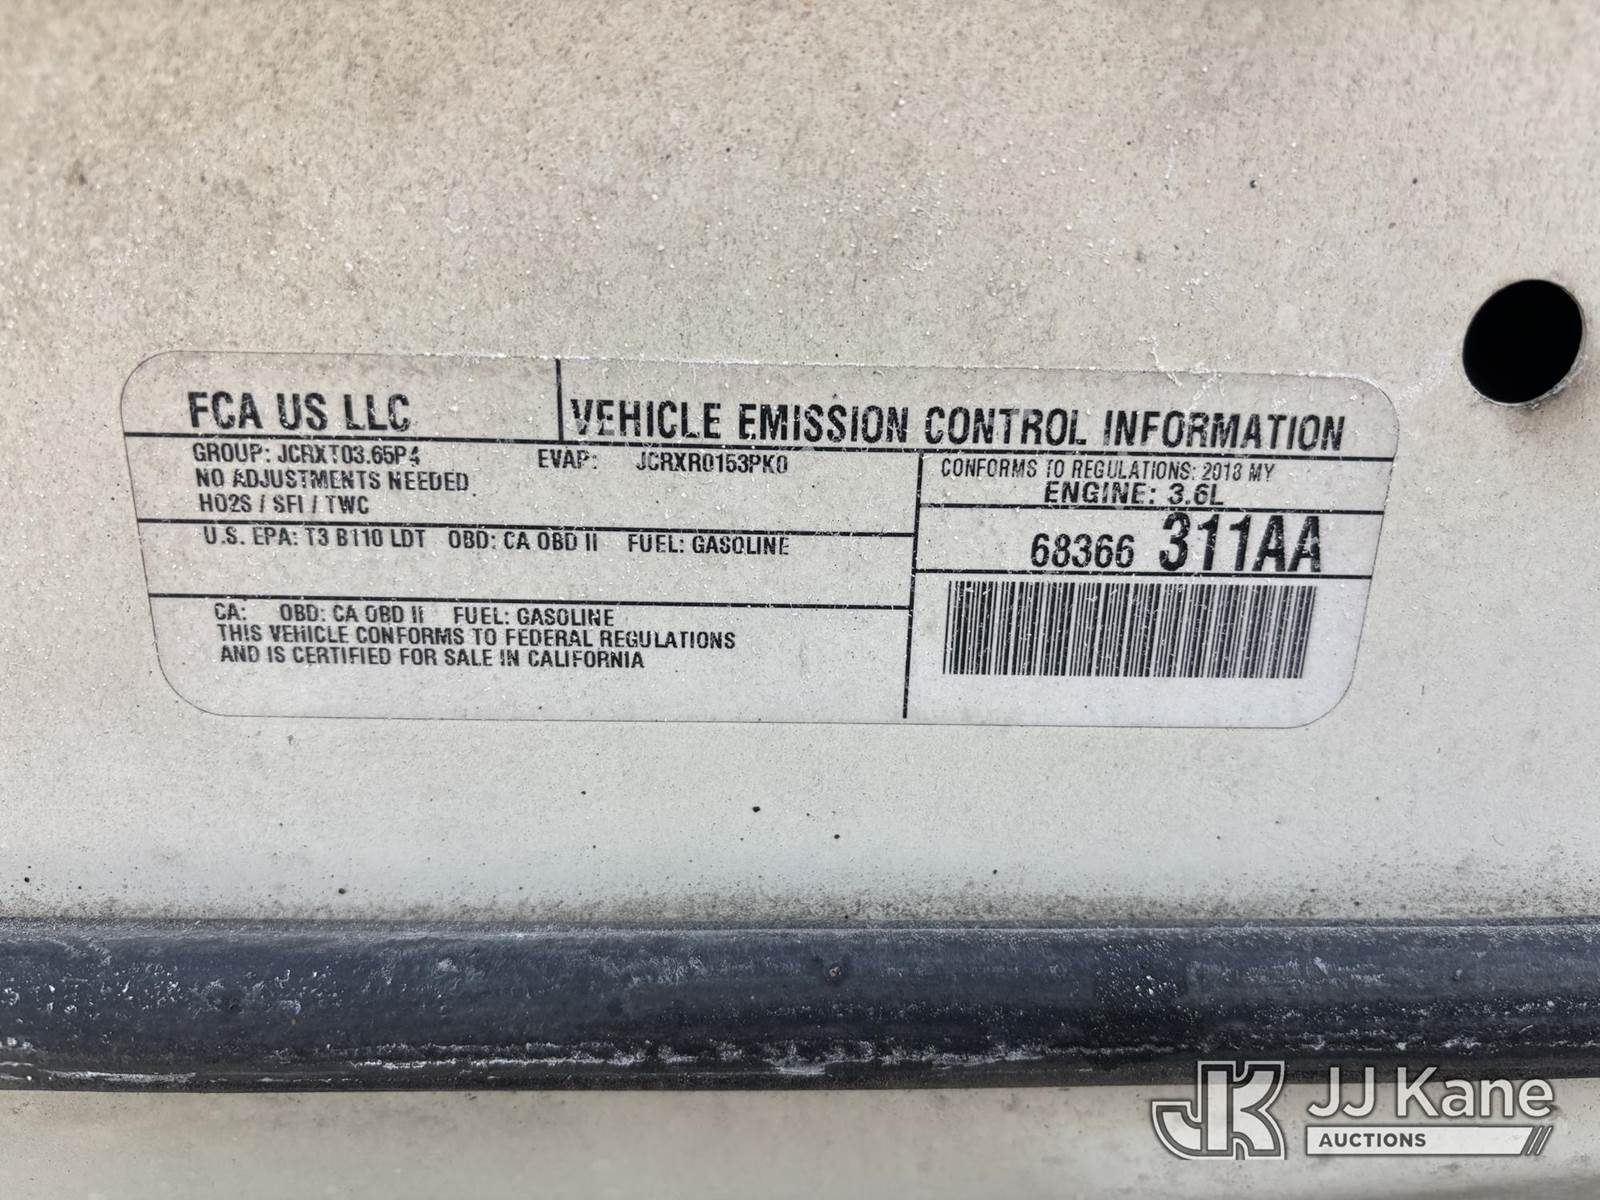 FCA US LLC
VEHICLE EMISSION CONTROL INFORMATION
GROUP: JCRXT03.65P4 EVAP: JCRXR0153PK0
NO ADJUSTMENTS NEEDED
HO2S / SFI / TWC
CONFORMS TO REGULATIONS: 2018 MY
ENGINE: 3.6L
U.S. EPA: T3 B110 LDT OBD: CA OBD II FUEL: GASOLINE
68366 311AA
CA: OBD: CA OBD II FUEL: GASOLINE
THIS VEHICLE CONFORMS TO FEDERAL REGULATIONS
AND IS CERTIFIED FOR SALE IN CALIFORNIA
JK JJ Kane
AUCTIONS